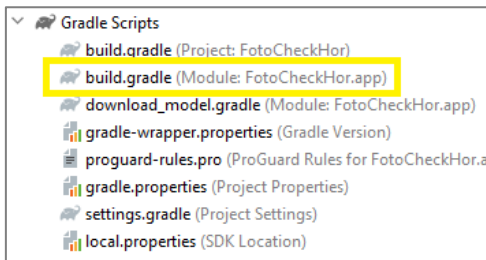 Gradle Scripts
build.gradle (Project: FotoCheckHor)
build.gradle (Module: FotoCheckHor.app)
download_model.gradle (Module: FotoCheckHor.app)
gradle-wrapper.properties (Gradle Version)
proguard-rules.pro (ProGuard Rules for FotoCheckHor.a
gradle.properties (Project Properties)
settings.gradle (Project Settings)
local.properties (SDK Location)